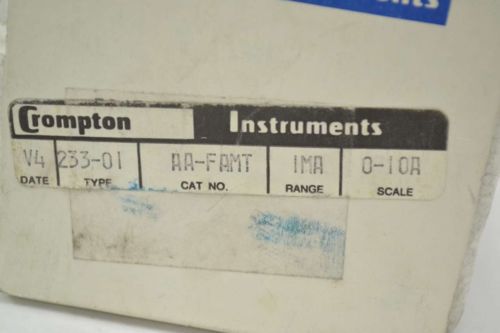 Crompton Instruments
V4 233-01 AA-FAMT 1MA 0-10A
DATE TYPE CAT NO. RANGE SCALE